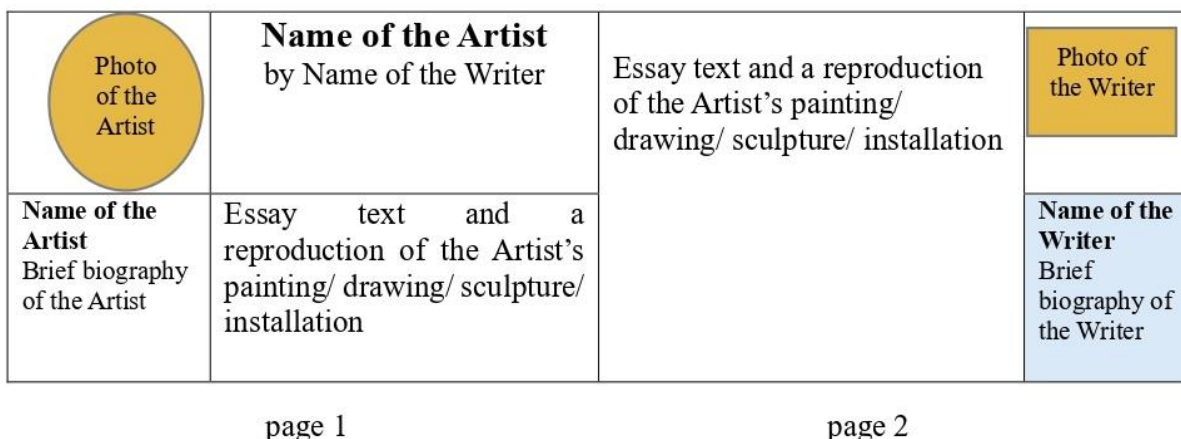 Photo
of the
Artist
Name of the Artist
by Name of the Writer
Name of the
Artist
Brief biography
of the Artist
Essay text and a
reproduction of the Artist's
painting/ drawing/ sculpture/
installation
Essay text and a reproduction
of the Artist's painting/
drawing/ sculpture/ installation
Photo of
the Writer
Name of the
Writer
Brief
biography of
the Writer
page 1
page 2